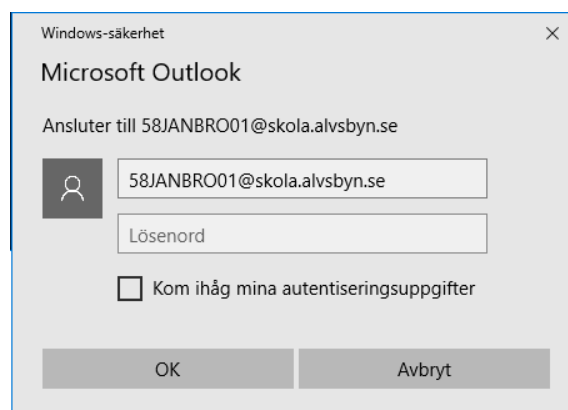 Windows-säkerhet
Microsoft Outlook
Ansluter till 58JANBRO01@skola.alvsbyn.se
58JANBRO01@skola.alvsbyn.se
Lösenord
Kom ihåg mina autentiseringsuppgifter
OK Avbryt